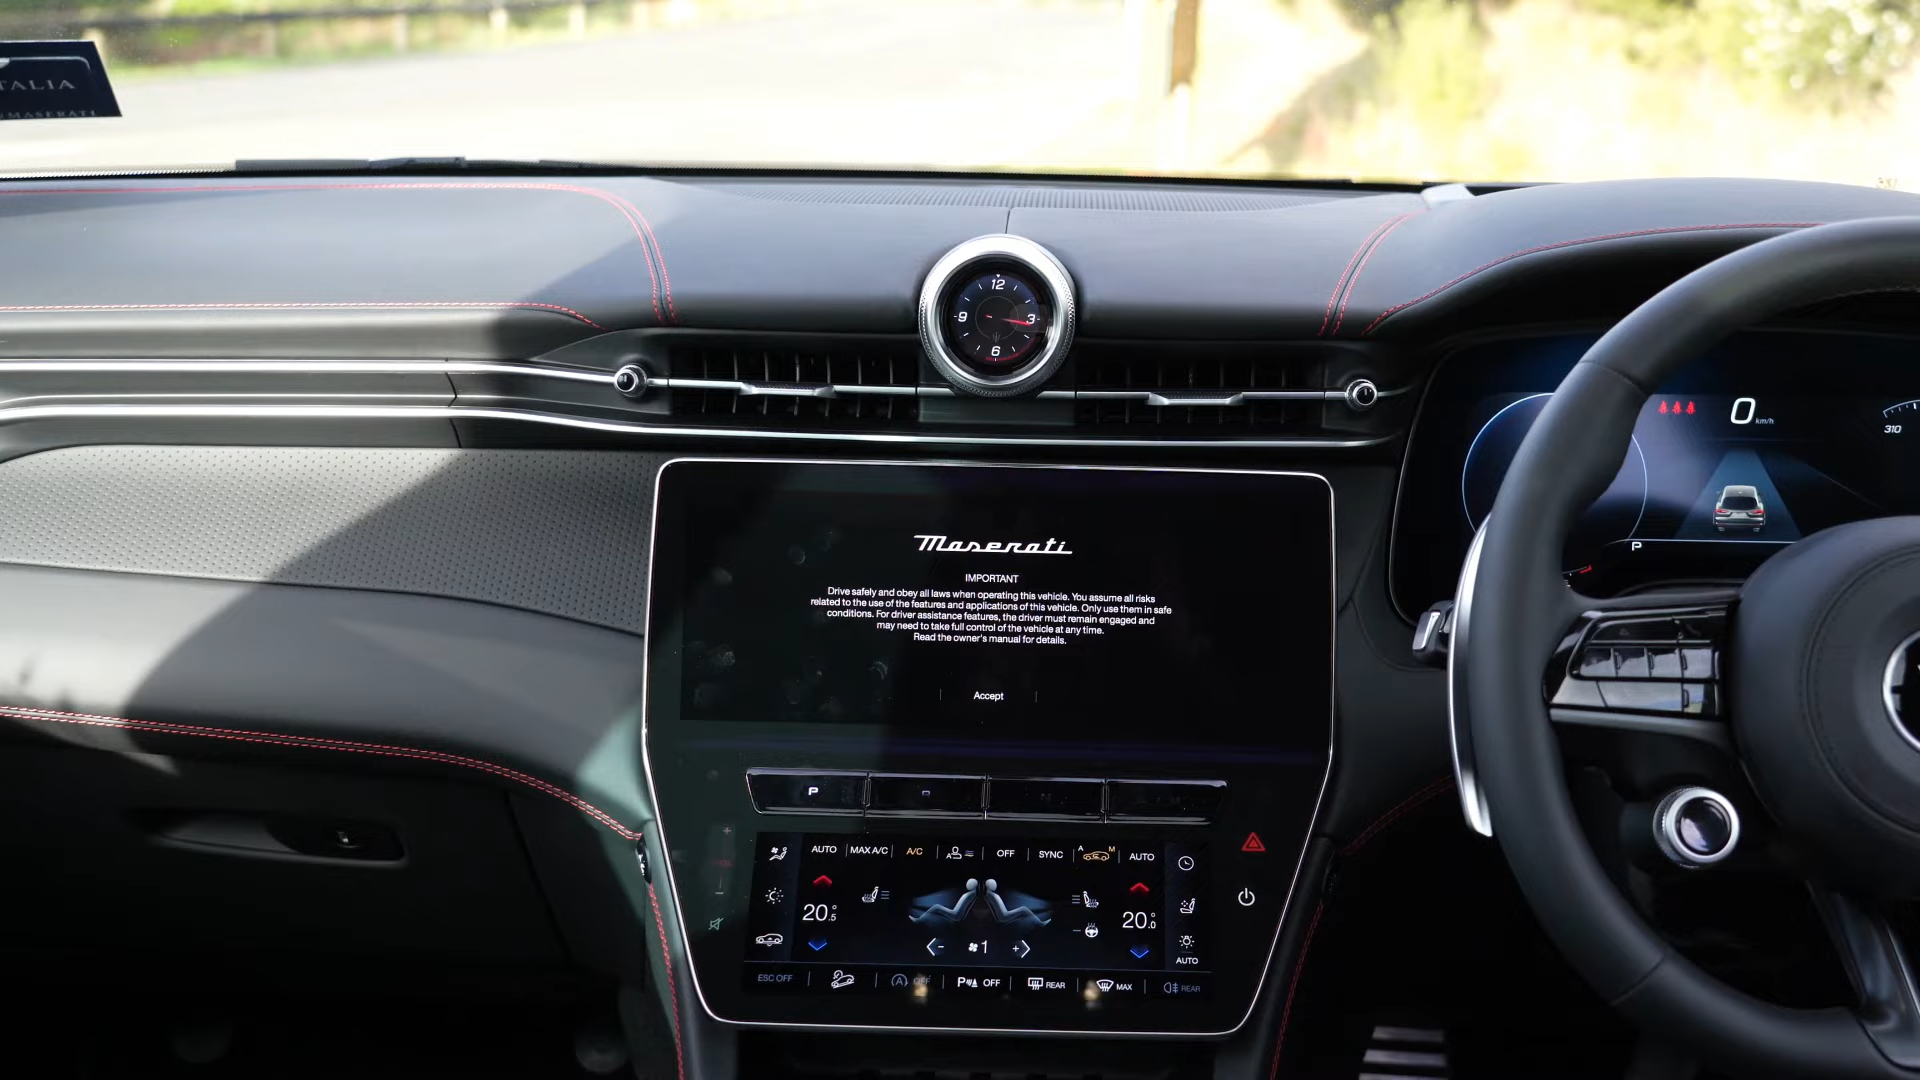 TALIA
MASERATI
12
9
3
6
0 km/h
310
P
Maserati
IMPORTANT
Drive safely and obey all laws when operating this vehicle. You assume all risks
related to the use of the features and applications of this vehicle. Only use them in safe
conditions. For driver assistance features, the driver must remain engaged and
may need to take full control of the vehicle at any time.
Read the owner's manual for details.
Accept
P
AUTO MAX A/C A/C A OFF SYNC A M AUTO
20.5
20.0
- 1 +
AUTO
ESC OFF (A) OFF P OFF REAR MAX REAR